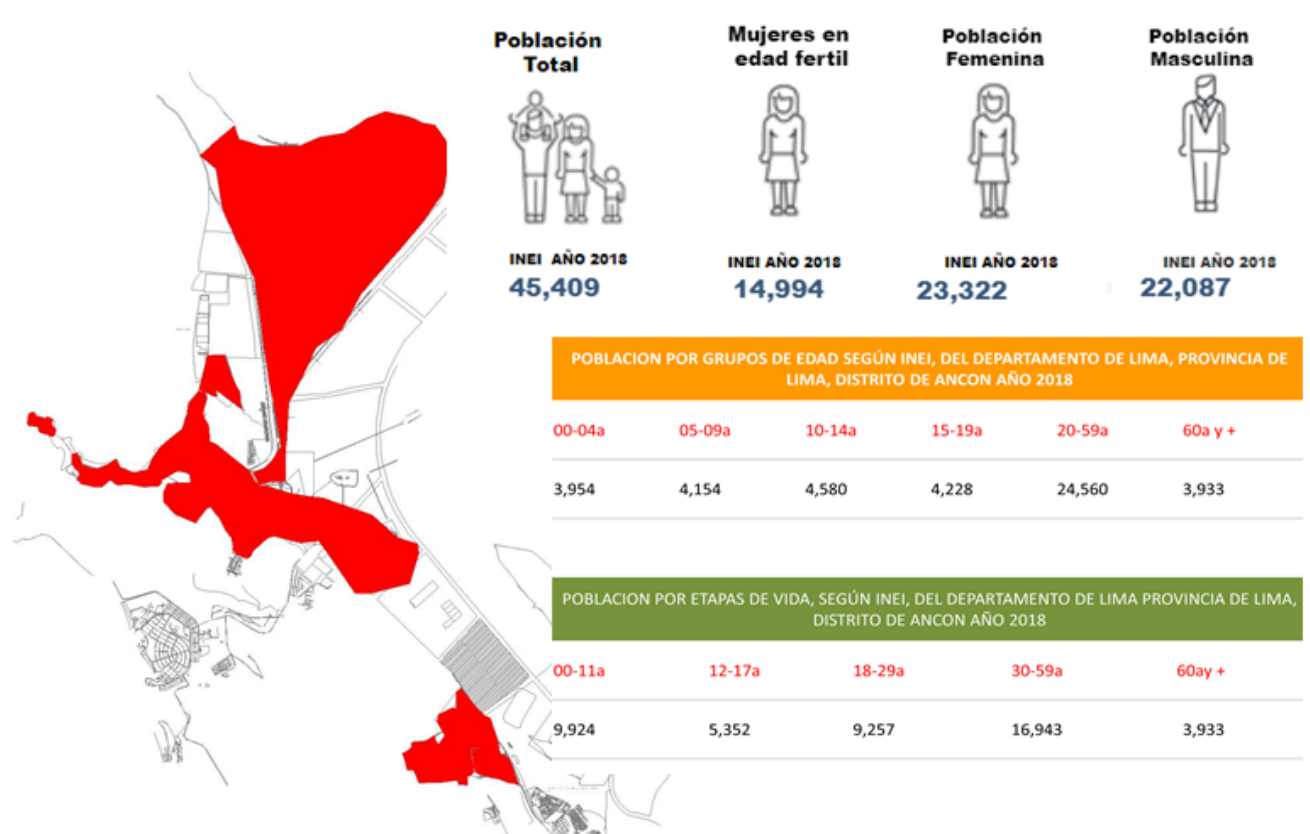 Población
Total
Mujeres en
edad fertil
Población
Femenina
Población
Masculina
INEI AÑO 2018
45,409
INEI AÑO 2018
14,994
INEI AÑO 2018
23,322
INEI AÑO 2018
22,087
POBLACION POR GRUPOS DE EDAD SEGÚN INEI, DEL DEPARTAMENTO DE LIMA, PROVINCIA DE
LIMA, DISTRITO DE ANCON AÑO 2018
00-04a 05-09a 10-14a 15-19a 20-59a 60a y +
3,954 4,154 4,580 4,228 24,560 3,933
POBLACION POR ETAPAS DE VIDA, SEGÚN INEI, DEL DEPARTAMENTO DE LIMA PROVINCIA DE LIMA,
DISTRITO DE ANCON AÑO 2018
00-11a 12-17a 18-29a 30-59a 60ay +
9,924 5,352 9,257 16,943 3,933